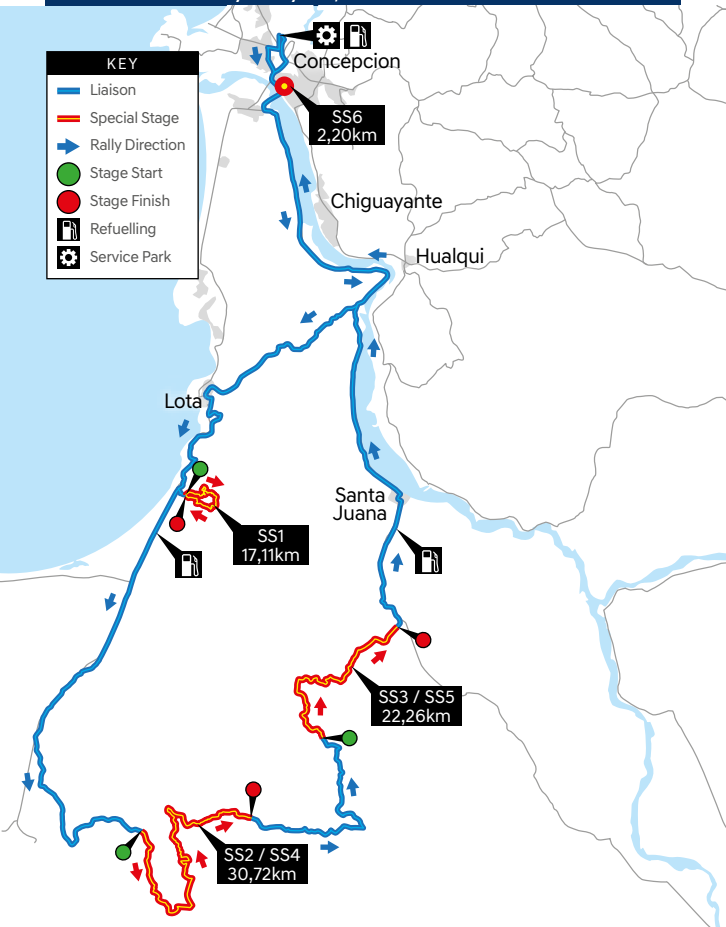 KEY
Liaison
Special Stage
Rally Direction
Stage Start
Stage Finish
Refuelling
Service Park
Concepcion
SS6
2,20km
Chiguayante
Hualqui
Lota
Santa
Juana
SS1
17,11km
SS3 / SS5
22,26km
SS2 / SS4
30,72km